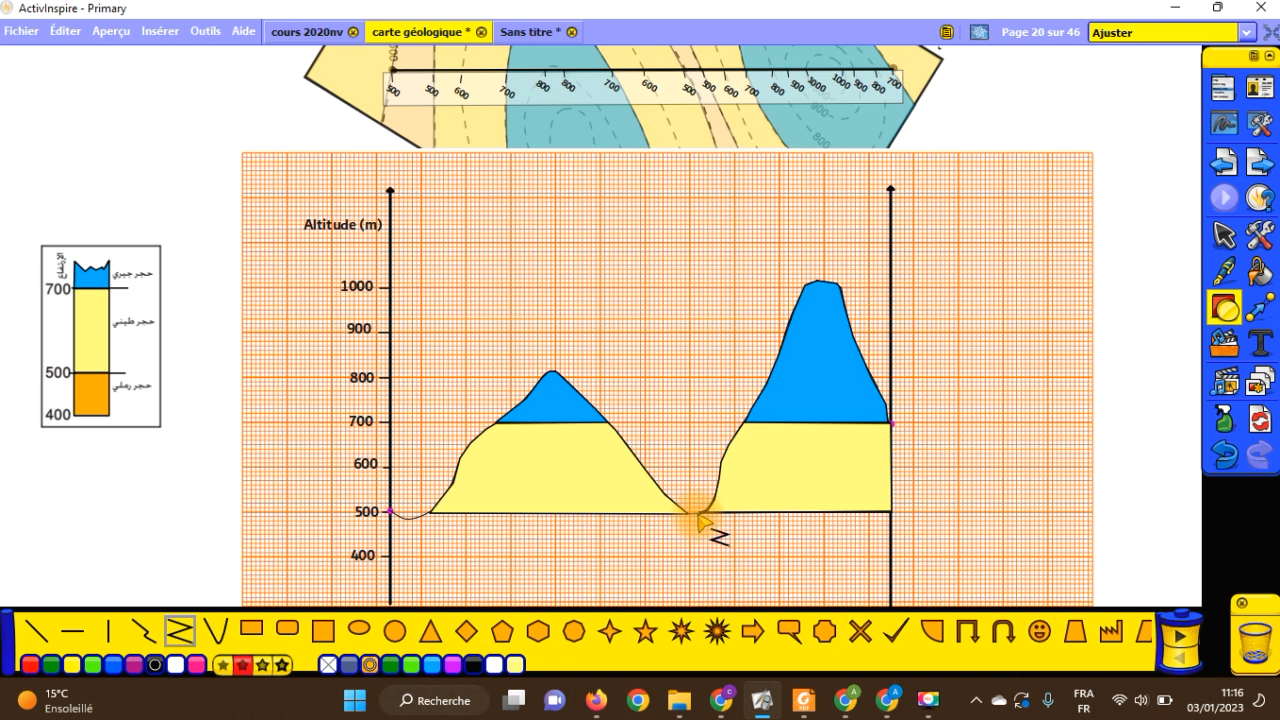 ActivInspire - Primary
Fichier Éditer Aperçu Insérer Outils Aide
cours 2020nv
carte géologique *
Sans titre *
Page 20 sur 46
Ajuster
500 500 600 700 800 800 700 600 500 500 600 700 800 900 1000 1000 900 800 700
800
Altitude (m)
1000
900
800
700
600
500
400
الإرتفاع
حجر جيري
700
حجر طيني
500
حجر رملي
400
15°C
Ensoleillé
Recherche
FRA
FR
11:16
03/01/2023